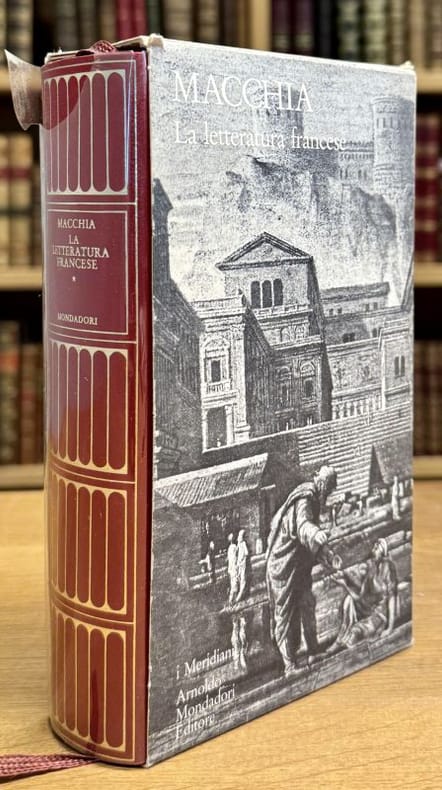 MACCHIA
LA
LETTERATURA
FRANCESE
*
MONDADORI
MACCHIA
La letteratura francese
i Meridiani
Arnoldo
Mondadori
Editore